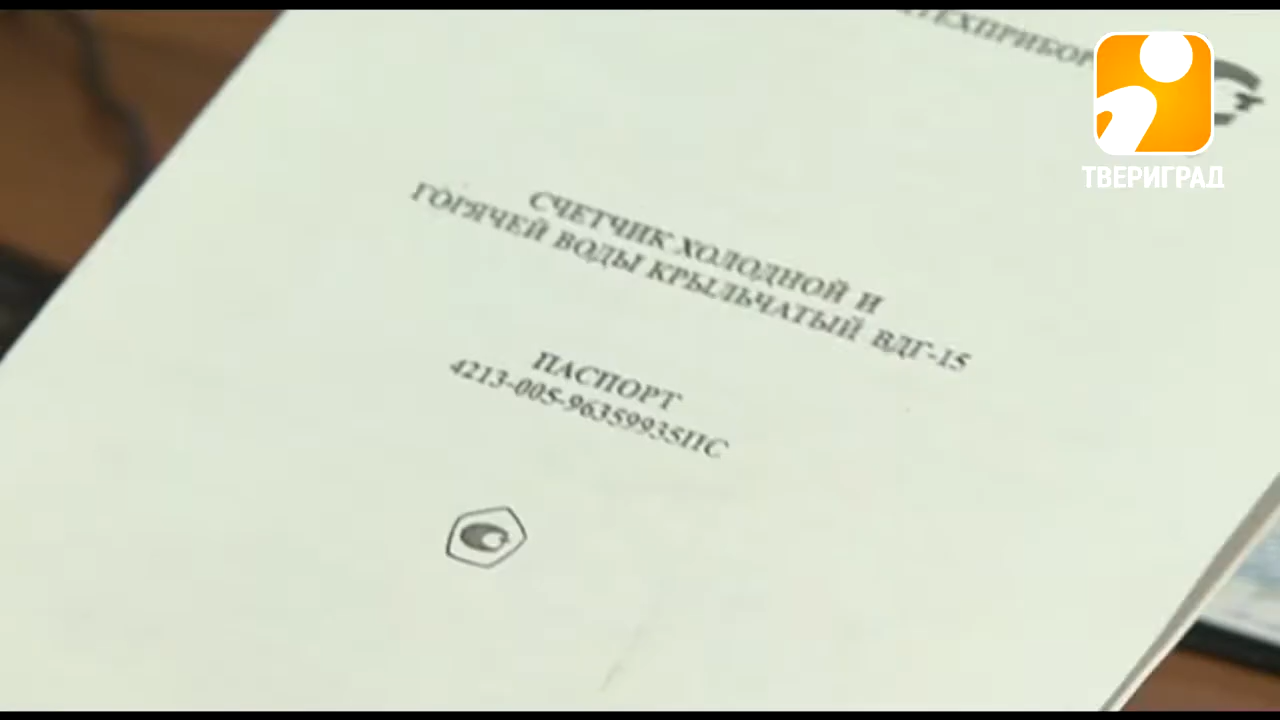 ТВЕРИГРАД
СЧЕТЧИК ХОЛОДНОЙ И
ГОРЯЧЕЙ ВОДЫ КРЫЛЬЧАТЫЙ ВДГ-15
ПАСПОРТ
4213-005-96359935ПС